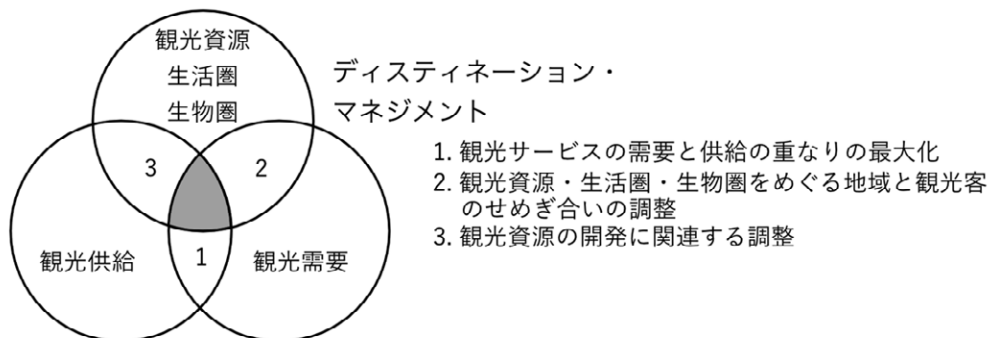 観光資源
生活圏
生物圏
ディスティネーション・
マネジメント
3
2
1. 観光サービスの需要と供給の重なりの最大化
2. 観光資源・生活圏・生物圏をめぐる地域と観光客
のせめぎ合いの調整
3. 観光資源の開発に関連する調整
観光供給
1
観光需要